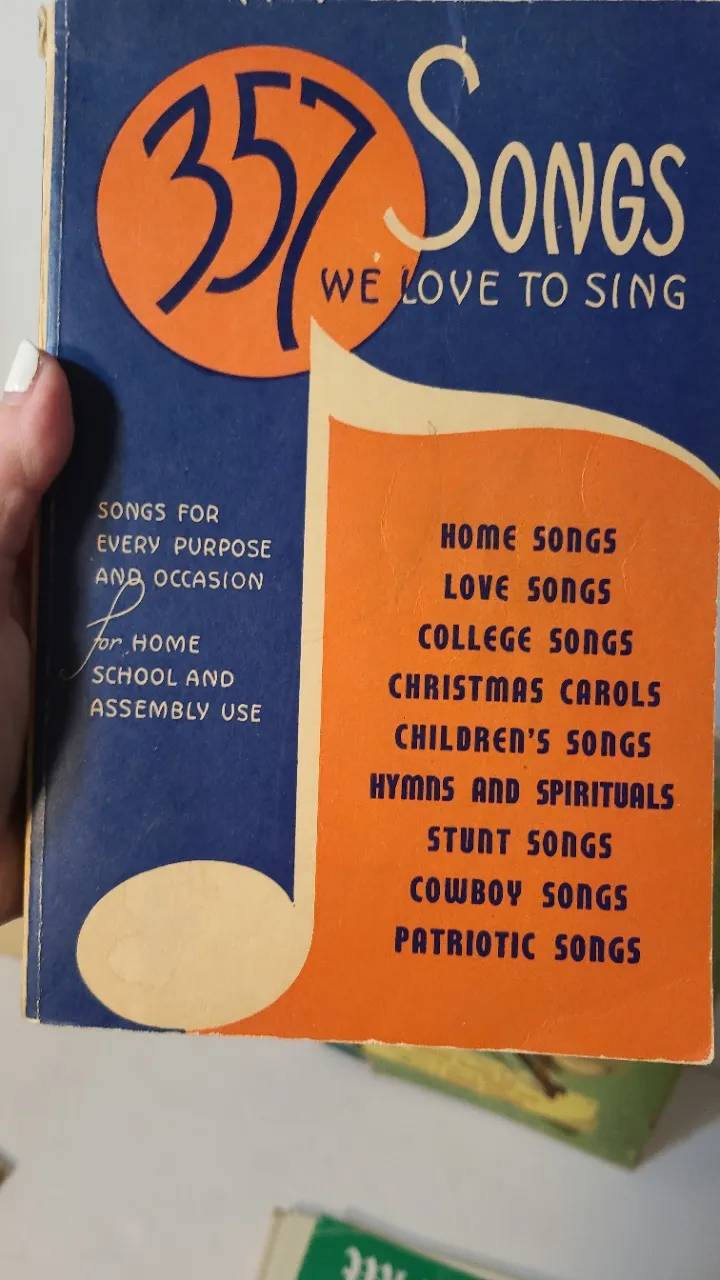 357 SONGS
WE LOVE TO SING
SONGS FOR
EVERY PURPOSE
AND OCCASION
for HOME
SCHOOL AND
ASSEMBLY USE
HOME SONGS
LOVE SONGS
COLLEGE SONGS
CHRISTMAS CAROLS
CHILDREN'S SONGS
HYMNS AND SPIRITUALS
STUNT SONGS
COWBOY SONGS
PATRIOTIC SONGS